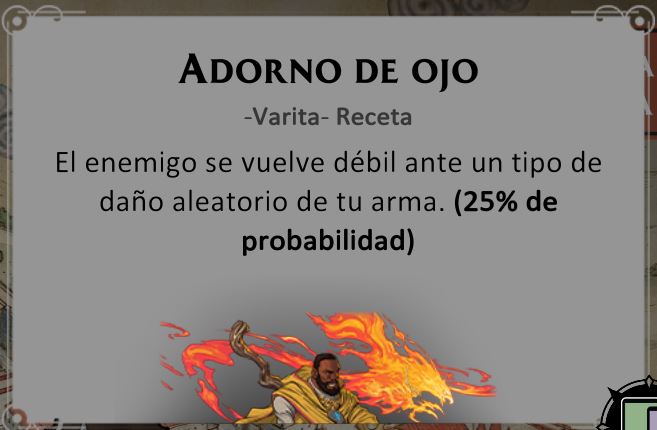 ADORNO DE OJO
-Varita- Receta
El enemigo se vuelve débil ante un tipo de
daño aleatorio de tu arma. (25% de
probabilidad)